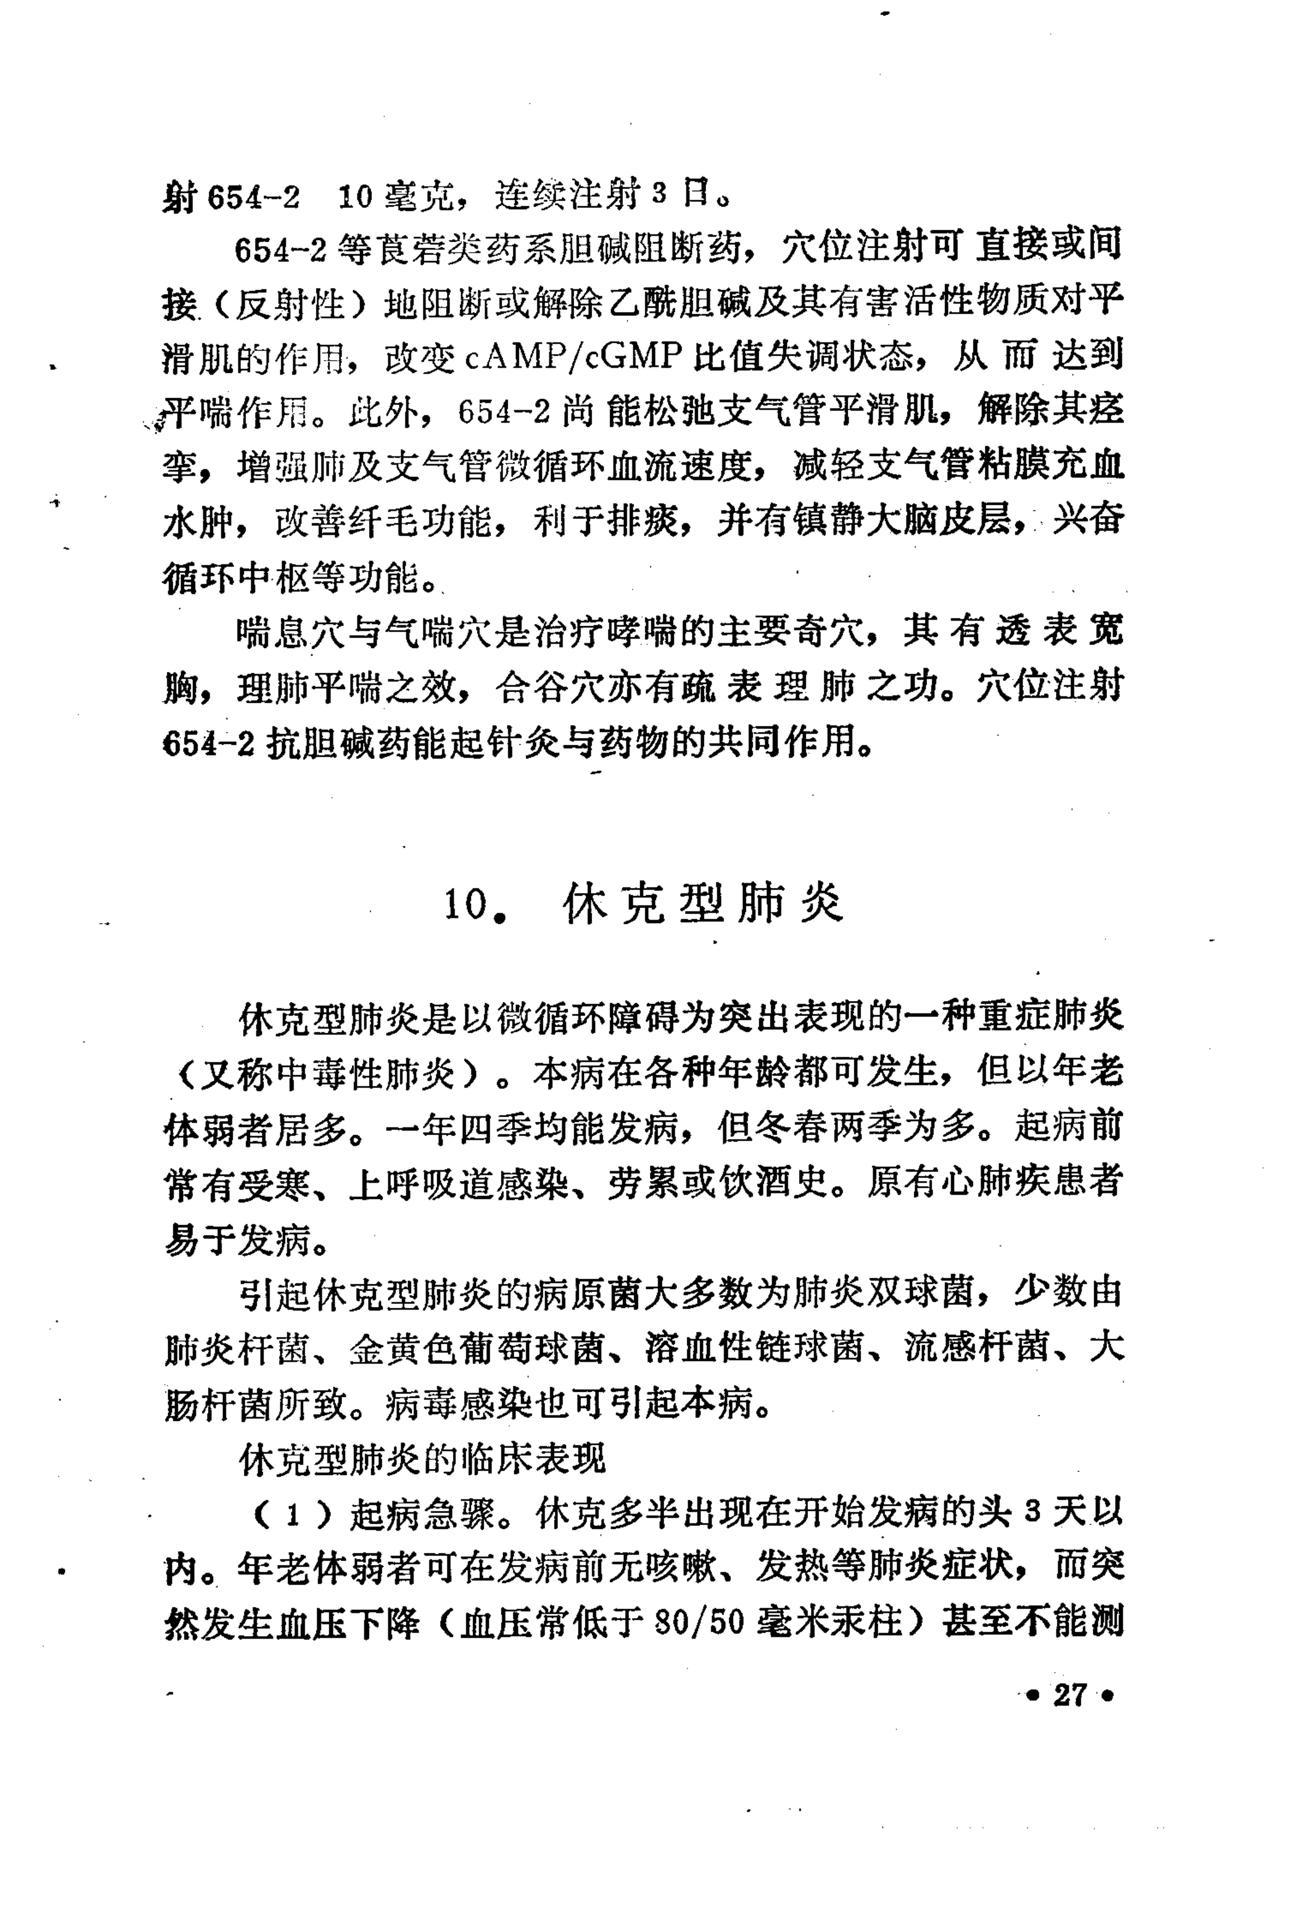 射654-2　10毫克，连续注射3日。
654-2等莨菪类药系胆碱阻断药，穴位注射可直接或间
接（反射性）地阻断或解除乙酰胆碱及其有害活性物质对平
滑肌的作用，改变cAMP/cGMP比值失调状态，从而达到
平喘作用。此外，654-2尚能松弛支气管平滑肌，解除其痉
挛，增强肺及支气管微循环血流速度，减轻支气管粘膜充血
水肿，改善纤毛功能，利于排痰，并有镇静大脑皮层，兴奋
循环中枢等功能。
喘息穴与气喘穴是治疗哮喘的主要奇穴，其有透表宽
胸，理肺平喘之效，合谷穴亦有疏表理肺之功。穴位注射
654-2抗胆碱药能起针灸与药物的共同作用。
10．休克型肺炎
休克型肺炎是以微循环障碍为突出表现的一种重症肺炎
（又称中毒性肺炎）。本病在各种年龄都可发生，但以年老
体弱者居多。一年四季均能发病，但冬春两季为多。起病前
常有受寒、上呼吸道感染、劳累或饮酒史。原有心肺疾患者
易于发病。
引起休克型肺炎的病原菌大多数为肺炎双球菌，少数由
肺炎杆菌、金黄色葡萄球菌、溶血性链球菌、流感杆菌、大
肠杆菌所致。病毒感染也可引起本病。
休克型肺炎的临床表现
（1）起病急骤。休克多半出现在开始发病的头3天以
内。年老体弱者可在发病前无咳嗽、发热等肺炎症状，而突
然发生血压下降（血压常低于80/50毫米汞柱）甚至不能测
•27•